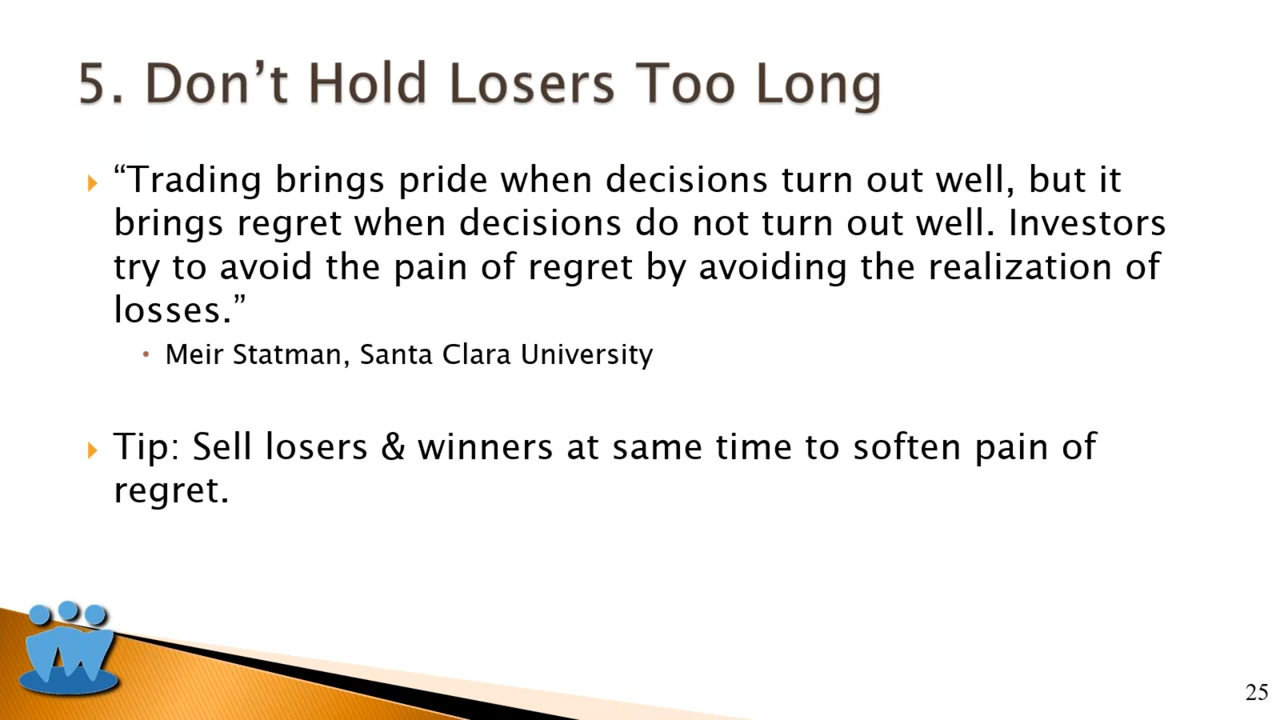 5. Don’t Hold Losers Too Long
“Trading brings pride when decisions turn out well, but it
brings regret when decisions do not turn out well. Investors
try to avoid the pain of regret by avoiding the realization of
losses.”
Meir Statman, Santa Clara University
Tip: Sell losers & winners at same time to soften pain of
regret.
25